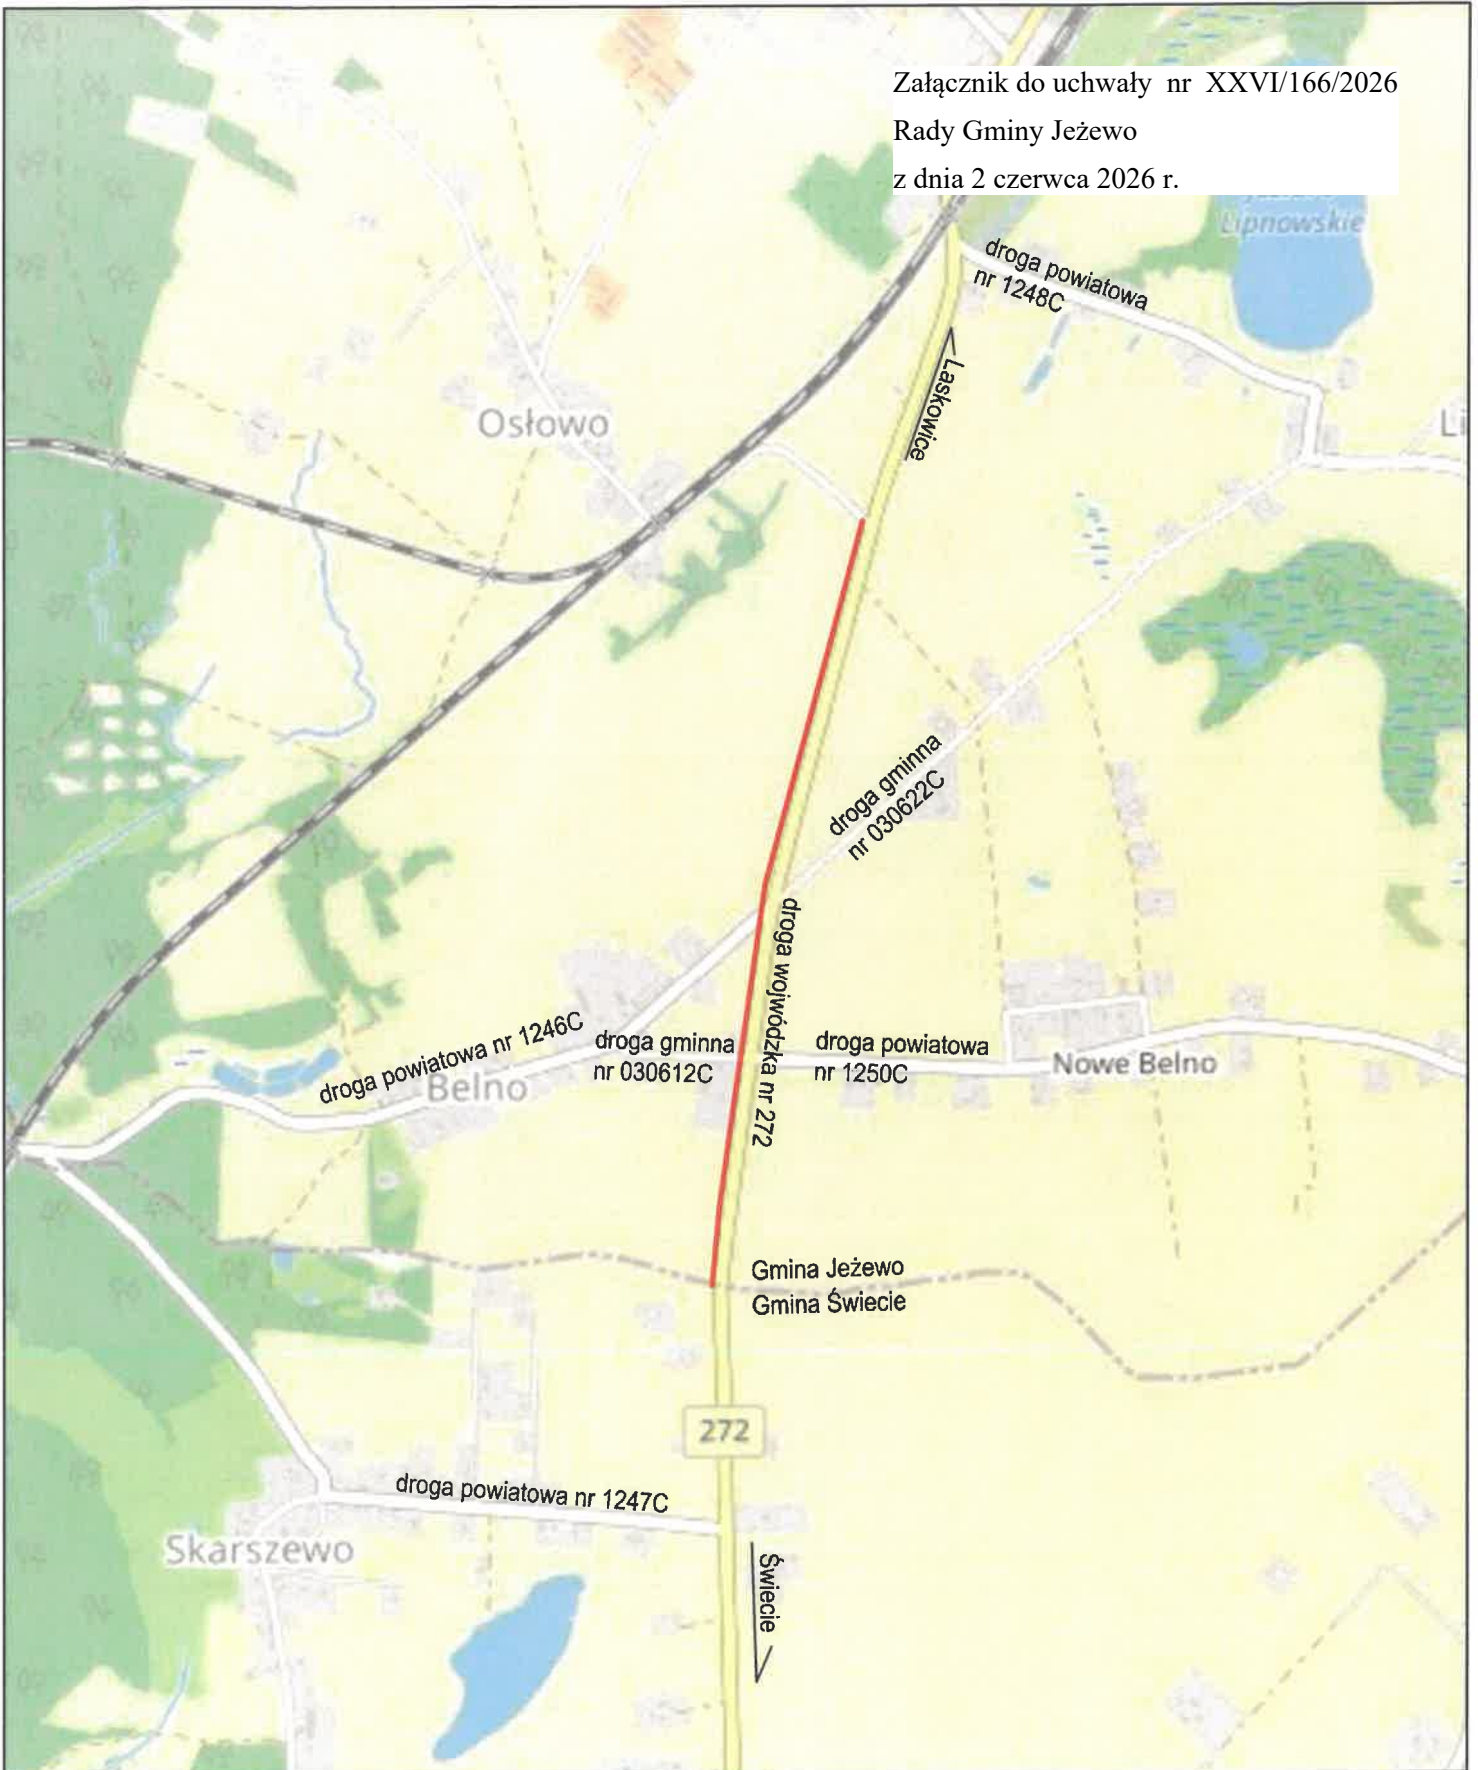 Załącznik do uchwały nr XXVI/166/2026
Rady Gminy Jeżewo
z dnia 2 czerwca 2026 r.
Lipnowskie
droga powiatowa
nr 1248C
Laskowice
Osłowo
Li
droga gminna
nr 030622C
droga wojwódzka nr 272
droga powiatowa nr 1246C
Belno
droga gminna
nr 030612C
droga powiatowa
nr 1250C
Nowe Belno
Gmina Jeżewo
Gmina Świecie
272
droga powiatowa nr 1247C
Skarszewo
Świecie